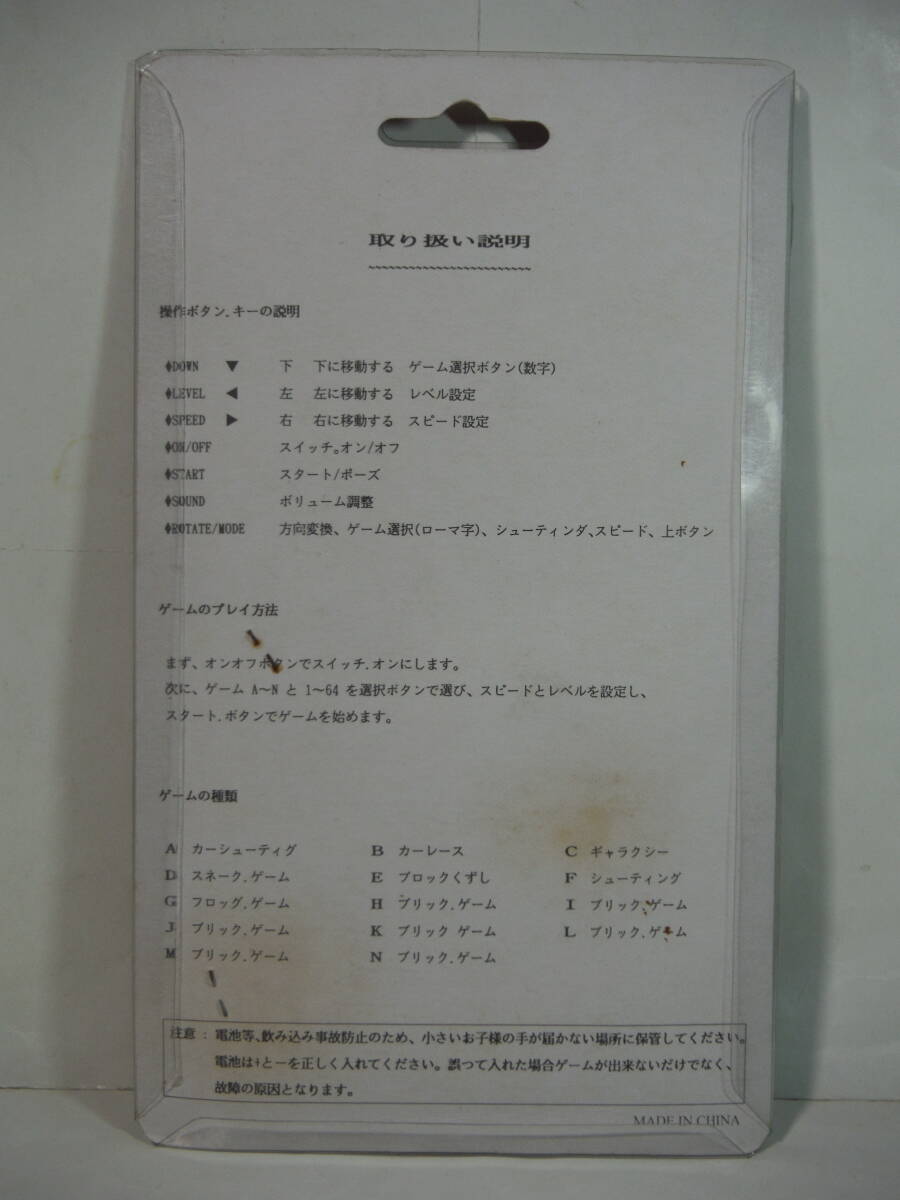 取り扱い説明
操作ボタン.キーの説明
♦DOWN ▼ 下 下に移動する ゲーム選択ボタン(数字)
♦LEVEL ◀ 左 左に移動する レベル設定
♦SPEED ▶ 右 右に移動する スピード設定
♦ON/OFF スイッチ。オン/オフ
♦START スタート/ポーズ
♦SOUND ボリューム調整
♦ROTATE/MODE 方向変換、ゲーム選択(ローマ字)、シューティンダ、スピード、上ボタン
ゲームのプレイ方法
まず、オンオフボタンでスイッチ.オンにします。
次に、ゲーム A～N と 1～64 を選択ボタンで選び、スピードとレベルを設定し、
スタート.ボタンでゲームを始めます。
ゲームの種類
A カーシューティグ B カーレース C ギャラクシー
D スネーク.ゲーム E ブロックくずし F シューティング
G フロッグ.ゲーム H ブリック.ゲーム I ブリック.ゲーム
J ブリック.ゲーム K ブリック ゲーム L ブリック.ゲーム
M ブリック.ゲーム N ブリック.ゲーム
注意：電池等、飲み込み事故防止のため、小さいお子様の手が届かない場所に保管してください。
電池は+とーを正しく入れてください。誤つて入れた場合ゲームが出来ないだけでなく、
故障の原因となります。
MADE IN CHINA